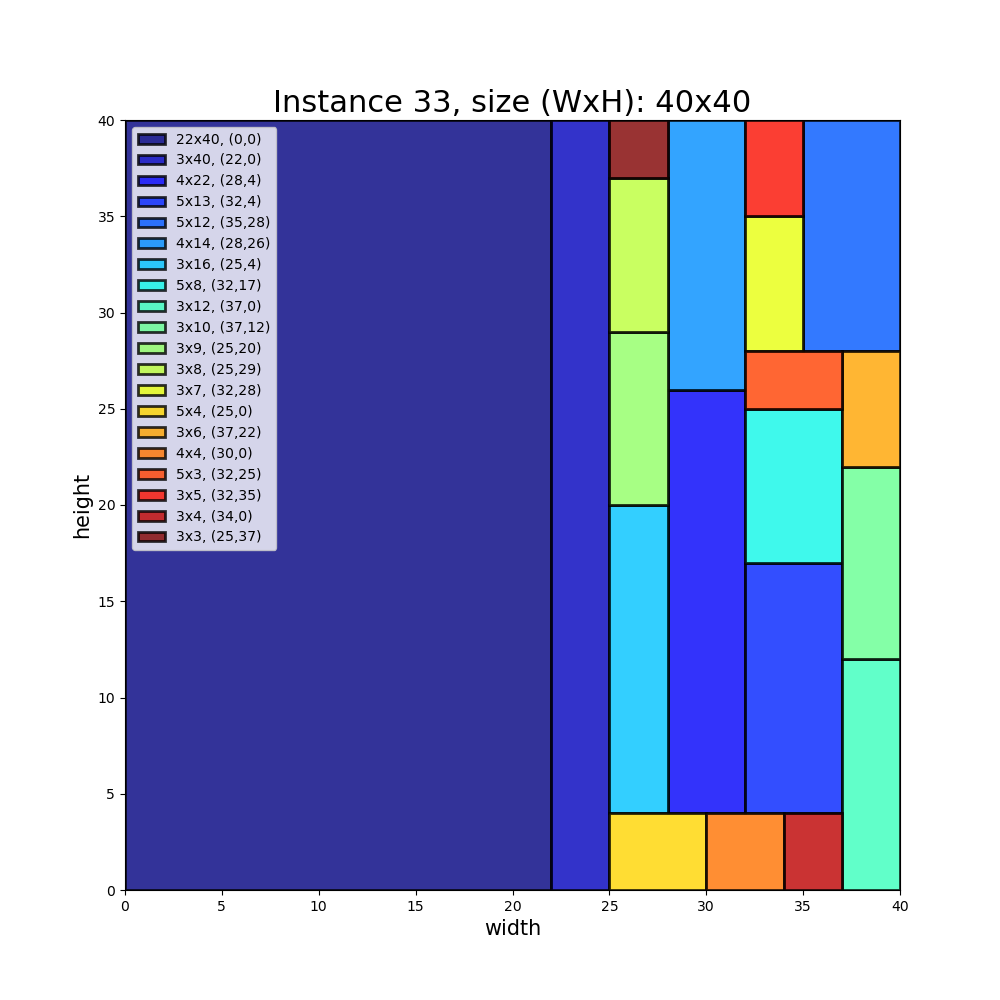 Instance 33, size (WxH): 40x40
40
35
30
25
20
15
10
5
0
height
22x40, (0,0)
3x40, (22,0)
4x22, (28,4)
5x13, (32,4)
5x12, (35,28)
4x14, (28,26)
3x16, (25,4)
5x8, (32,17)
3x12, (37,0)
3x10, (37,12)
3x9, (25,20)
3x8, (25,29)
3x7, (32,28)
5x4, (25,0)
3x6, (37,22)
4x4, (30,0)
5x3, (32,25)
3x5, (32,35)
3x4, (34,0)
3x3, (25,37)
0 5 10 15 20 25 30 35 40
width